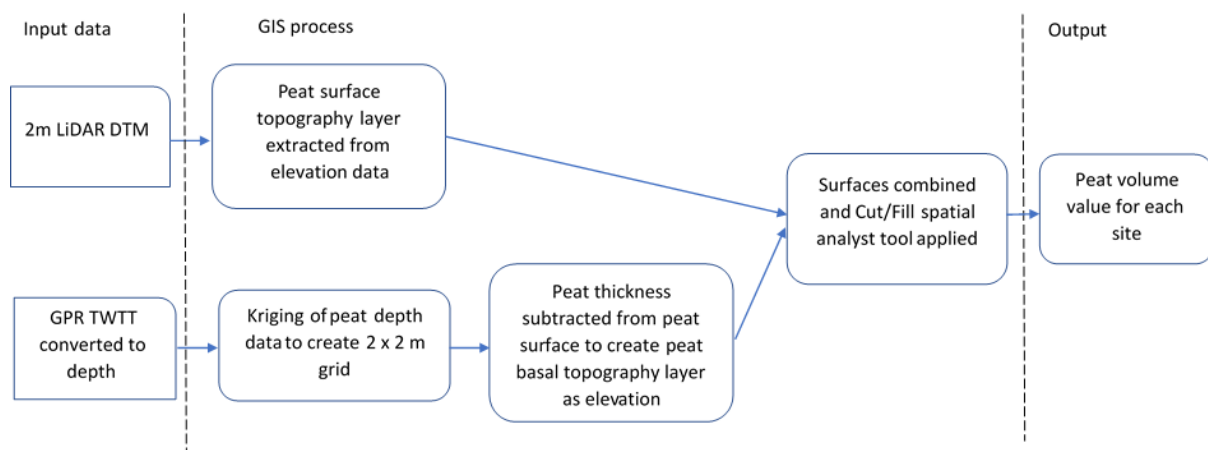 Input data
GIS process
Output
2m LiDAR DTM
Peat surface
topography layer
extracted from
elevation data
Surfaces combined
and Cut/Fill spatial
analyst tool applied
Peat volume
value for each
site
GPR TWTT
converted to
depth
Kriging of peat depth
data to create 2 x 2 m
grid
Peat thickness
subtracted from peat
surface to create peat
basal topography layer
as elevation